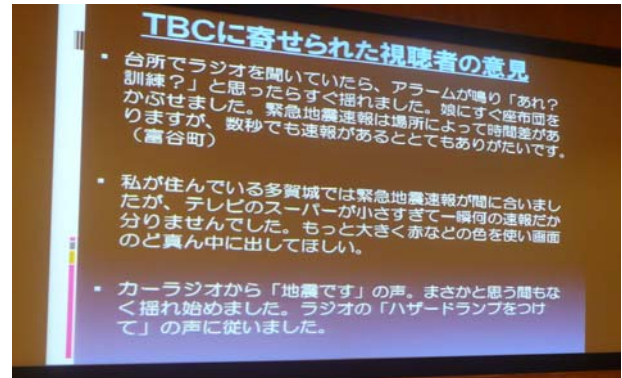 TBCに寄せられた視聴者の意見
▪ 台所でラジオを聞いていたら、アラームが鳴り「あれ？
訓練？」と思ったらすぐ揺れました。娘にすぐ座布団を
かぶせました。緊急地震速報は場所によって時間差があ
りますが、数秒でも速報があるととてもありがたいです。
（富谷町）
▪ 私が住んでいる多賀城では緊急地震速報が間に合いまし
たが、テレビのスーパーが小さすぎて一瞬何の速報だか
分りませんでした。もっと大きく赤などの色を使い画面
のど真ん中に出してほしい。
▪ カーラジオから「地震です」の声。まさかと思う間もな
く揺れ始めました。ラジオの「ハザードランプをつけ
て」の声に従いました。